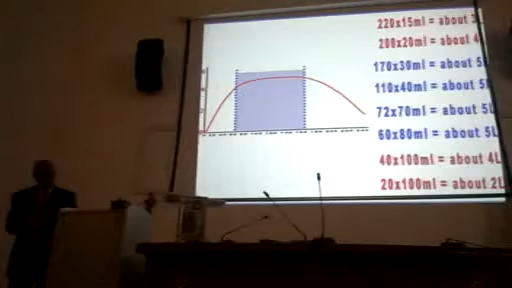 220x15ml = about 3
200x20ml = about 4
170x30ml = about 5
110x40ml = about 5
72x70ml = about 5L
60x80ml = about 5L
40x100ml = about 4L
20x100ml = about 2L